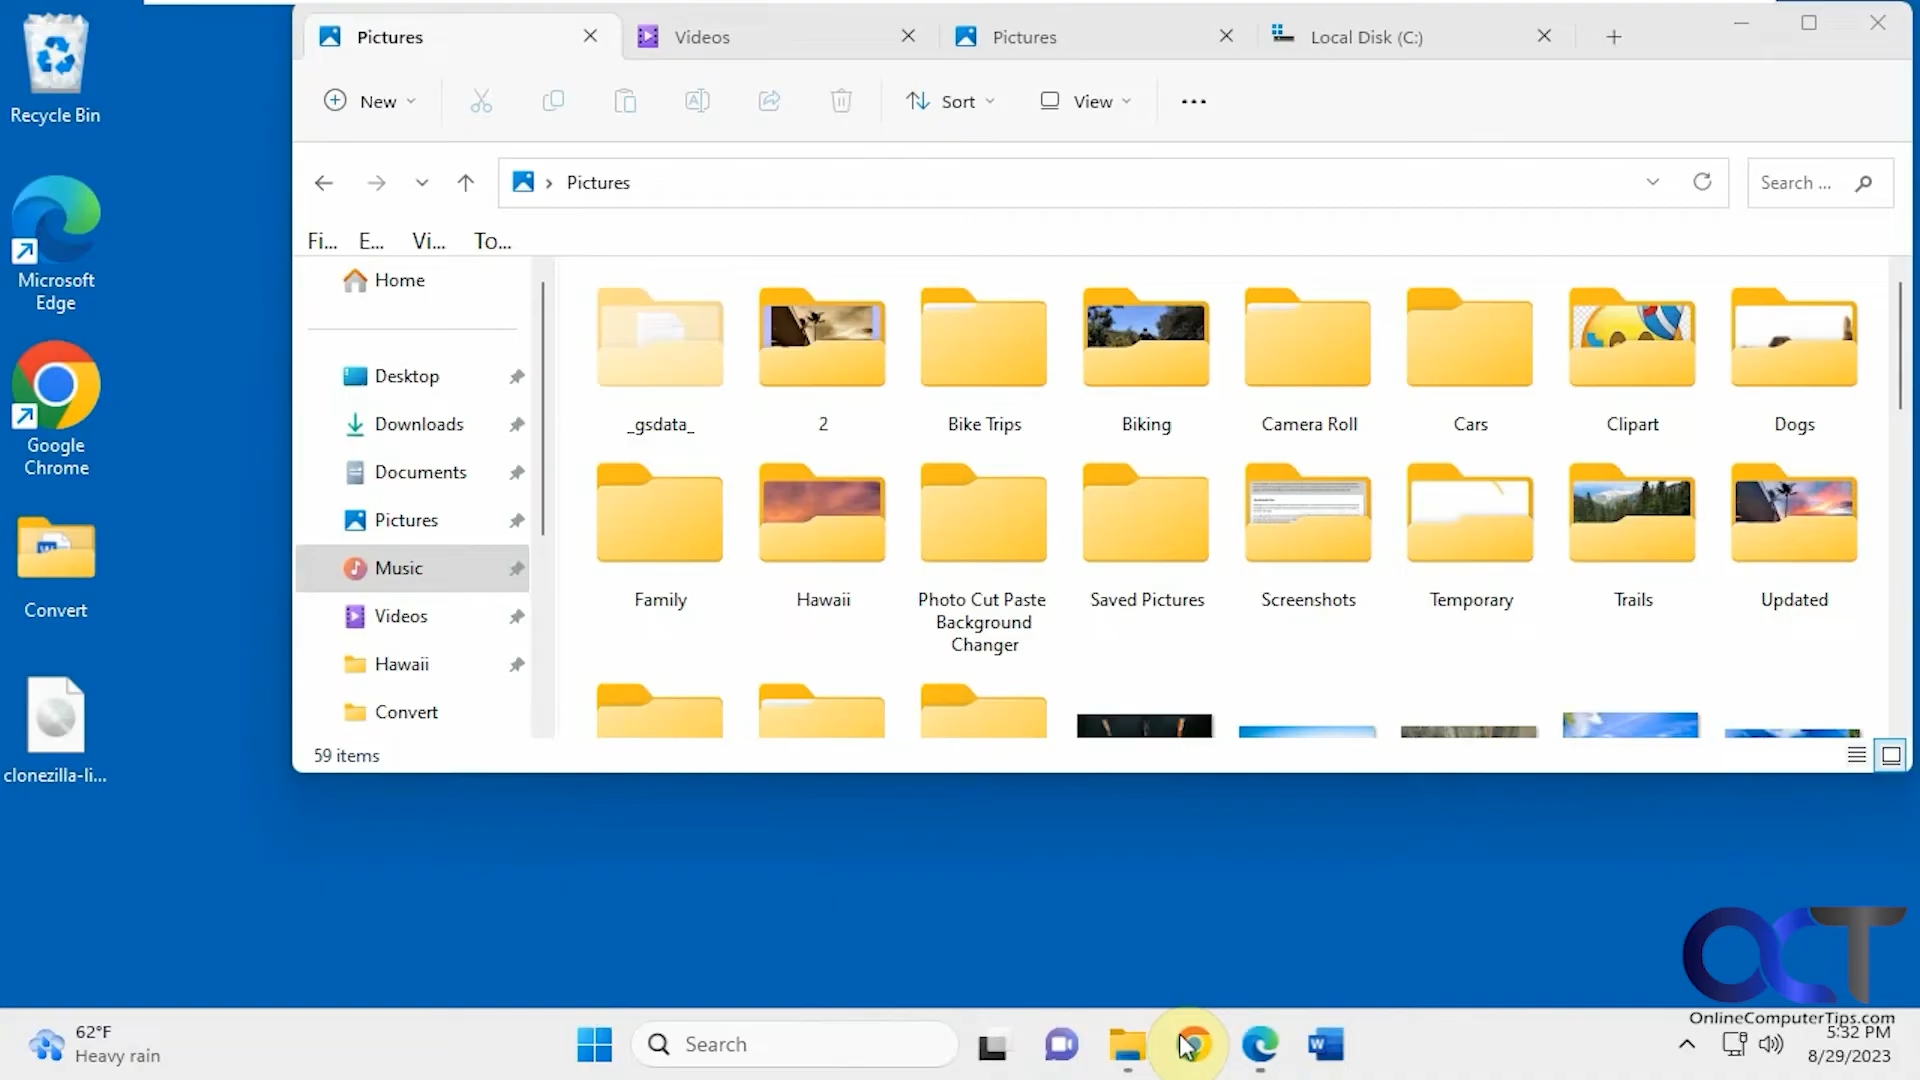 Recycle Bin
Microsoft
Edge
Google
Chrome
Convert
clonezilla-li...
Pictures
Videos
Pictures
Local Disk (C:)
New
Sort
View
Pictures
Search ...
Fi... E... Vi... To...
Home
Desktop
Downloads
Documents
Pictures
Music
Videos
Hawaii
Convert
_gsdata_
2
Bike Trips
Biking
Camera Roll
Cars
Clipart
Dogs
Family
Hawaii
Photo Cut Paste
Background
Changer
Saved Pictures
Screenshots
Temporary
Trails
Updated
59 items
OCT
OnlineComputerTips.com
62°F
Heavy rain
Search
W
5:32 PM
8/29/2023